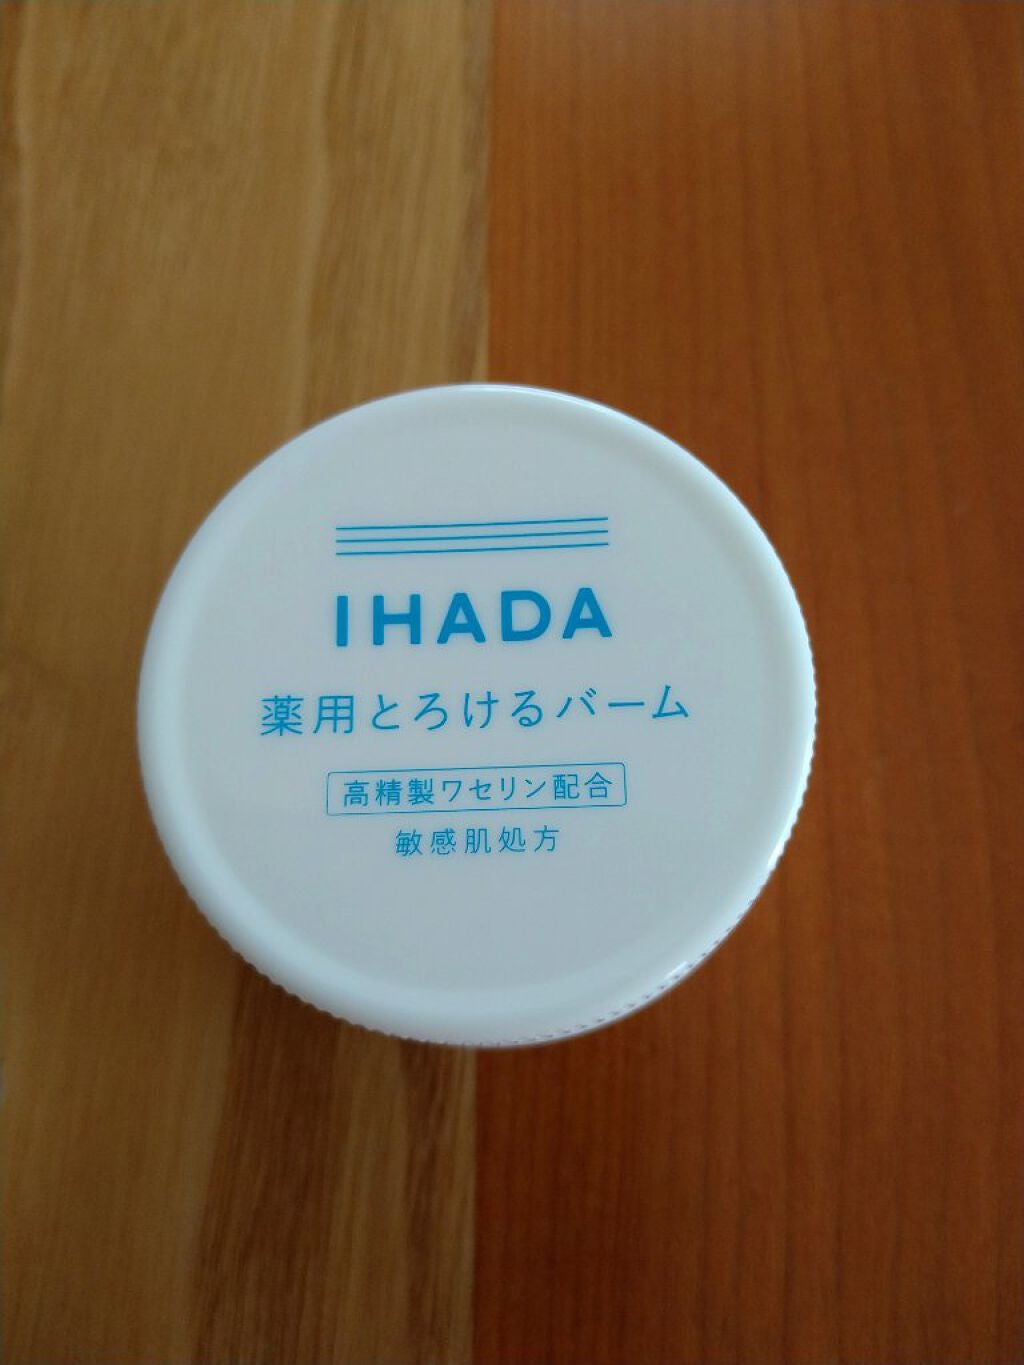 IHADA
薬用とろけるバーム
高精製ワセリン配合
敏感肌処方